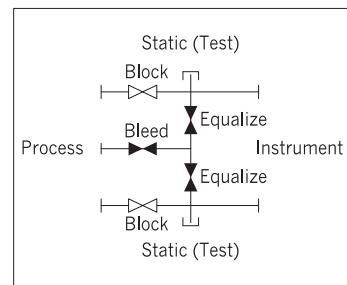 Static (Test)
Block
Equalize
Bleed
Process
Instrument
Equalize
Block
Static (Test)